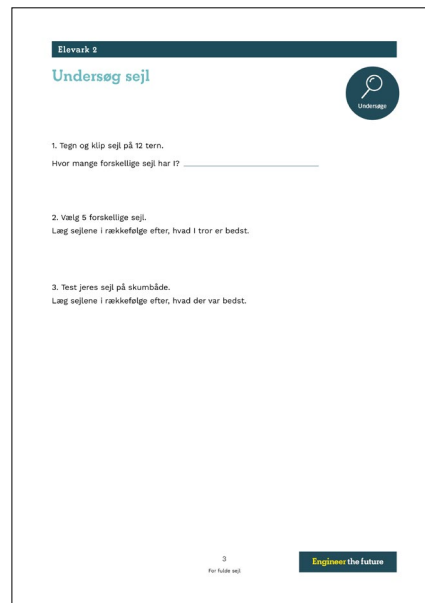 Elevark 2
Undersøg sejl
Undersøge
1. Tegn og klip sejl på 12 tern.
Hvor mange forskellige sejl har I?
2. Vælg 5 forskellige sejl.
Læg sejlene i rækkefølge efter, hvad I tror er bedst.
3. Test jeres sejl på skumbåde.
Læg sejlene i rækkefølge efter, hvad der var bedst.
3
For fulde sejl
Engineer the future